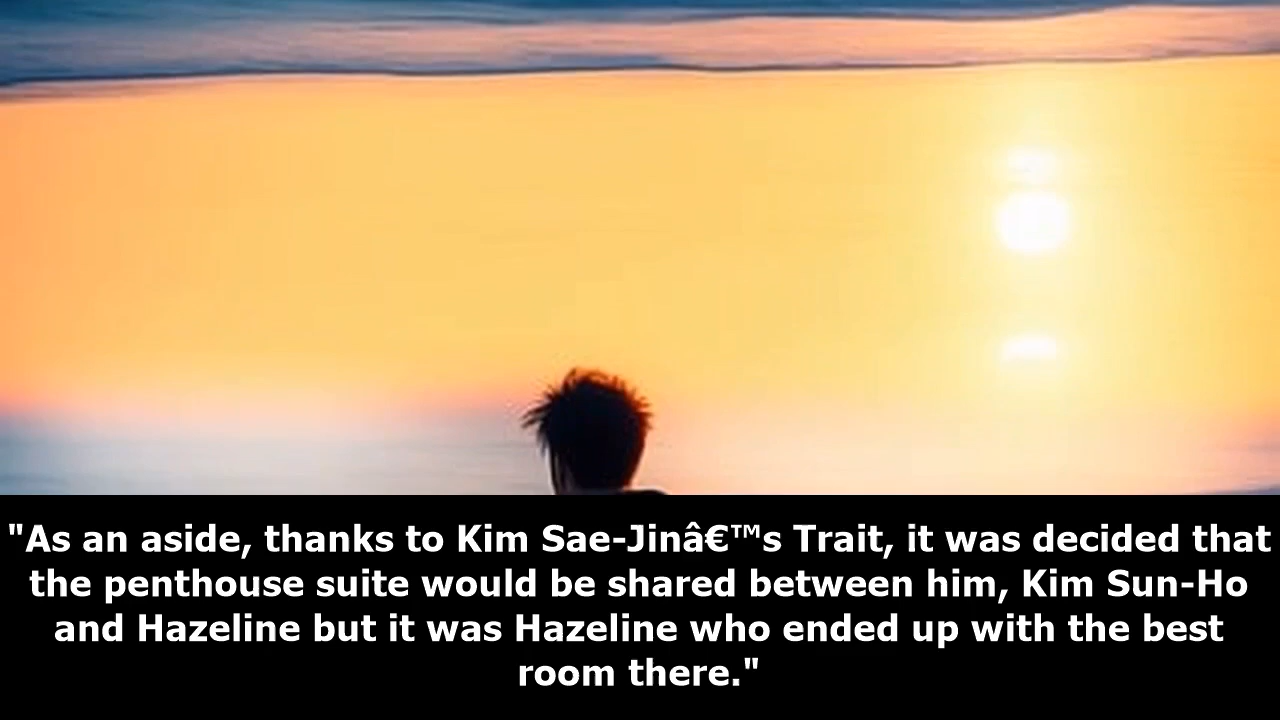 "As an aside, thanks to Kim Sae-Jinâ€™s Trait, it was decided that
the penthouse suite would be shared between him, Kim Sun-Ho
and Hazeline but it was Hazeline who ended up with the best
room there."